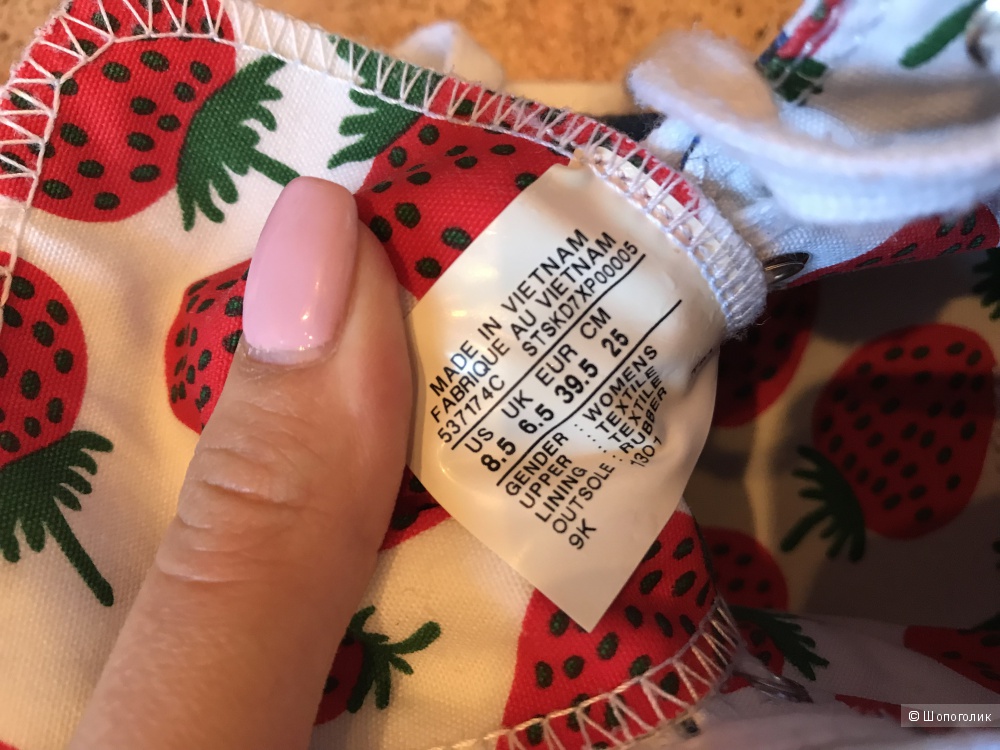 MADE IN VIETNAM
FABRIQUE AU VIETNAM
537174C STSKD7XP00005
US UK EUR CM
8.5 6.5 39.5 25
GENDER : WOMENS
UPPER : TEXTILE
LINING : TEXTILE
OUTSOLE : RUBBER
9K 1301
© Шопоголик